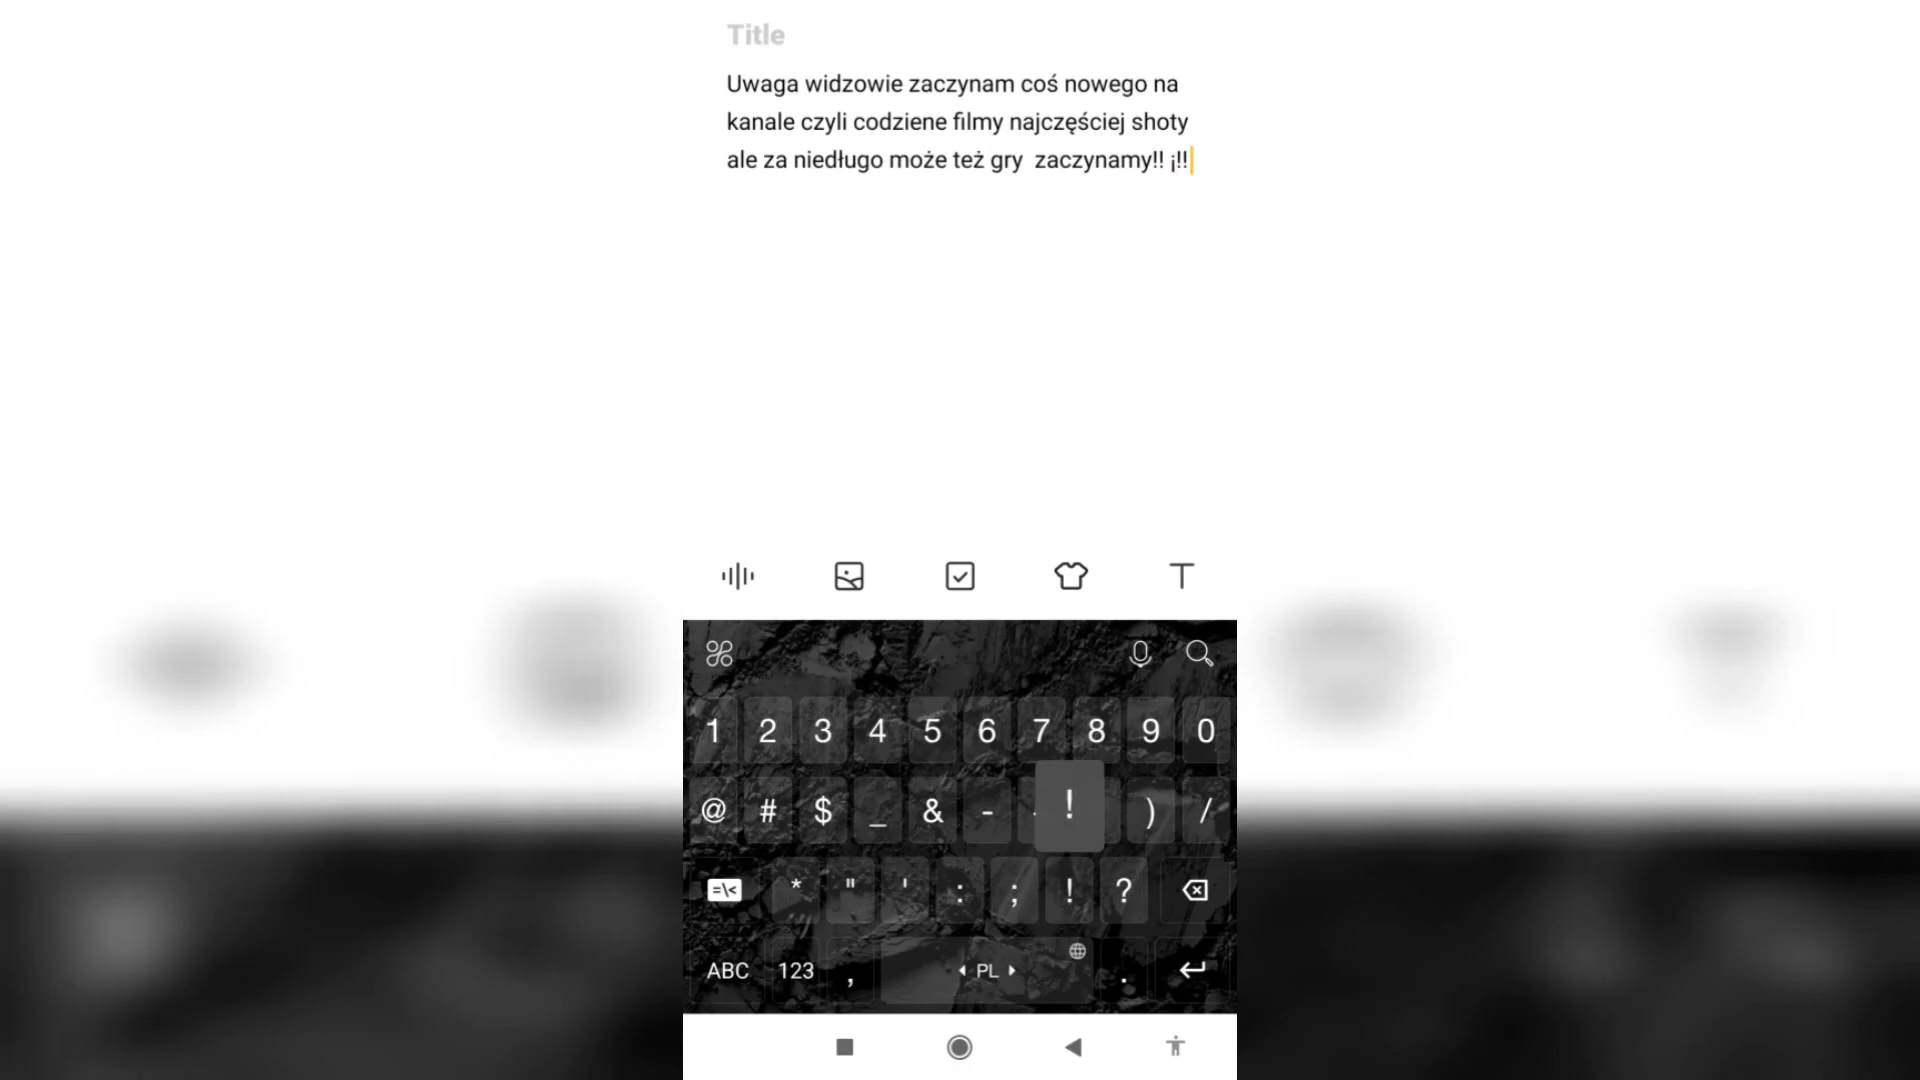 Title
Uwaga widzowie zaczynam coś nowego na
kanale czyli codziene filmy najczęściej shoty
ale za niedługo może też gry  zaczynamy!! ¡!!
1 2 3 4 5 6 7 8 9 0
@ # $ _ & - ! ) /
=\< * " ' : ; ! ?
ABC 123 , PL .